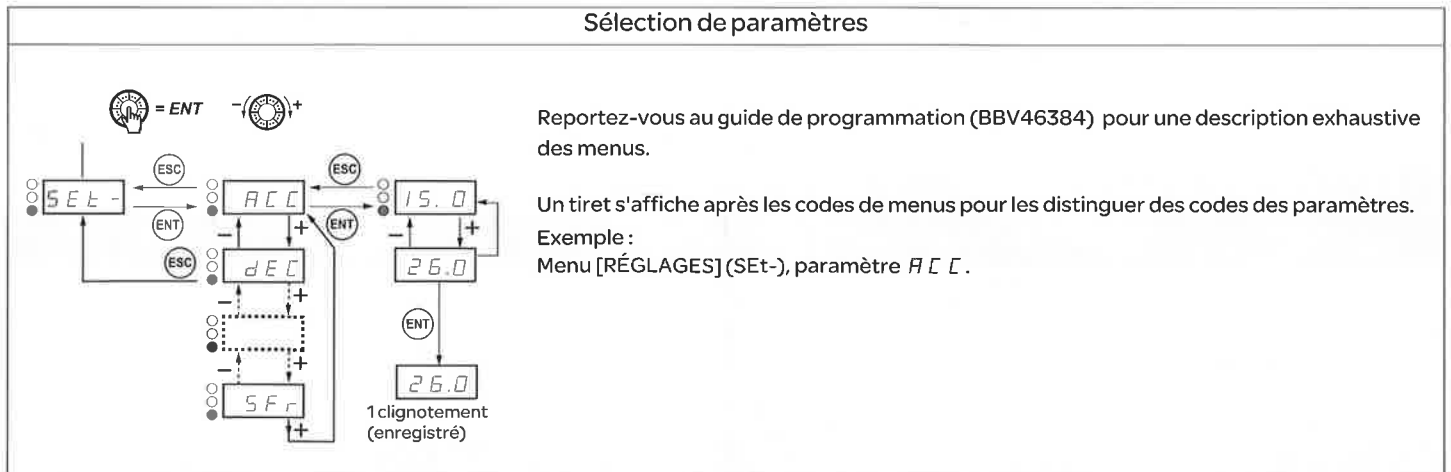 Sélection de paramètres
= ENT - +
Reportez-vous au guide de programmation (BBV46384) pour une description exhaustive
des menus.
Un tiret s'affiche après les codes de menus pour les distinguer des codes des paramètres.
Exemple :
Menu [RÉGLAGES] (SEt-), paramètre ACC.
ESC ESC
SEt- ACC 15.0
ENT - + ENT - +
ESC dEC 26.0
- +
ENT
- +
SFr 26.0
+
1 clignotement
(enregistré)